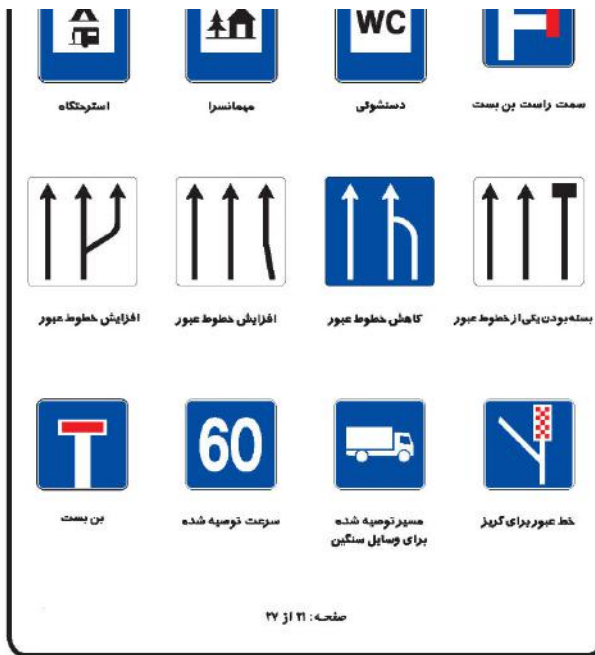 WC
سمت راست بن بست
دستشوئی
میهمانسرا
استرحتگاه
بسته بودن یکی از خطوط عبور
کاهش خطوط عبور
افزایش خطوط عبور
افزایش خطوط عبور
60
خط عبور برای گریز
مسیر توصیه شده
برای وسایل سنگین
سرعت توصیه شده
بن بست
صفحه: ۲۱ از ۲۷